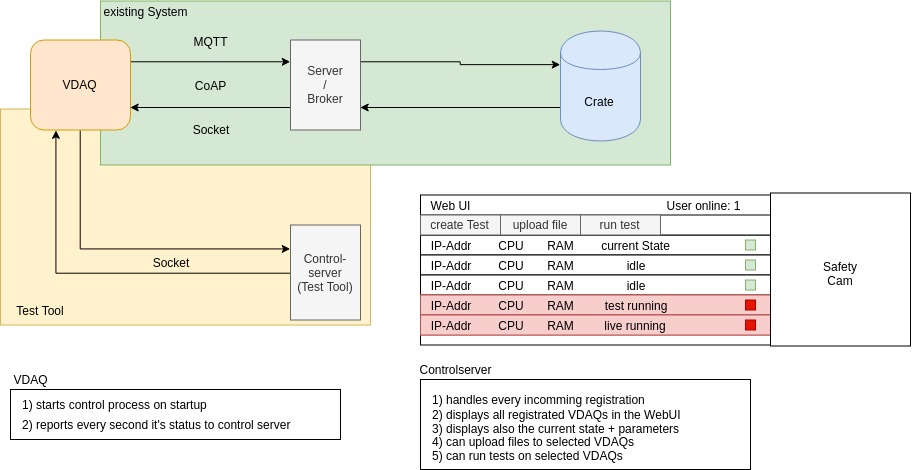 existing System
MQTT
VDAQ
CoAP
Server
/
Broker
Crate
Socket
Control-
server
(Test Tool)
Socket
Test Tool
Web UI User online: 1
create Test upload file run test
IP-Addr CPU RAM current State
IP-Addr CPU RAM idle
IP-Addr CPU RAM idle
IP-Addr CPU RAM test running
IP-Addr CPU RAM live running
Safety
Cam
VDAQ
1) starts control process on startup
2) reports every second it's status to control server
Controlserver
1) handles every incomming registration
2) displays all registrated VDAQs in the WebUI
3) displays also the current state + parameters
4) can upload files to selected VDAQs
5) can run tests on selected VDAQs